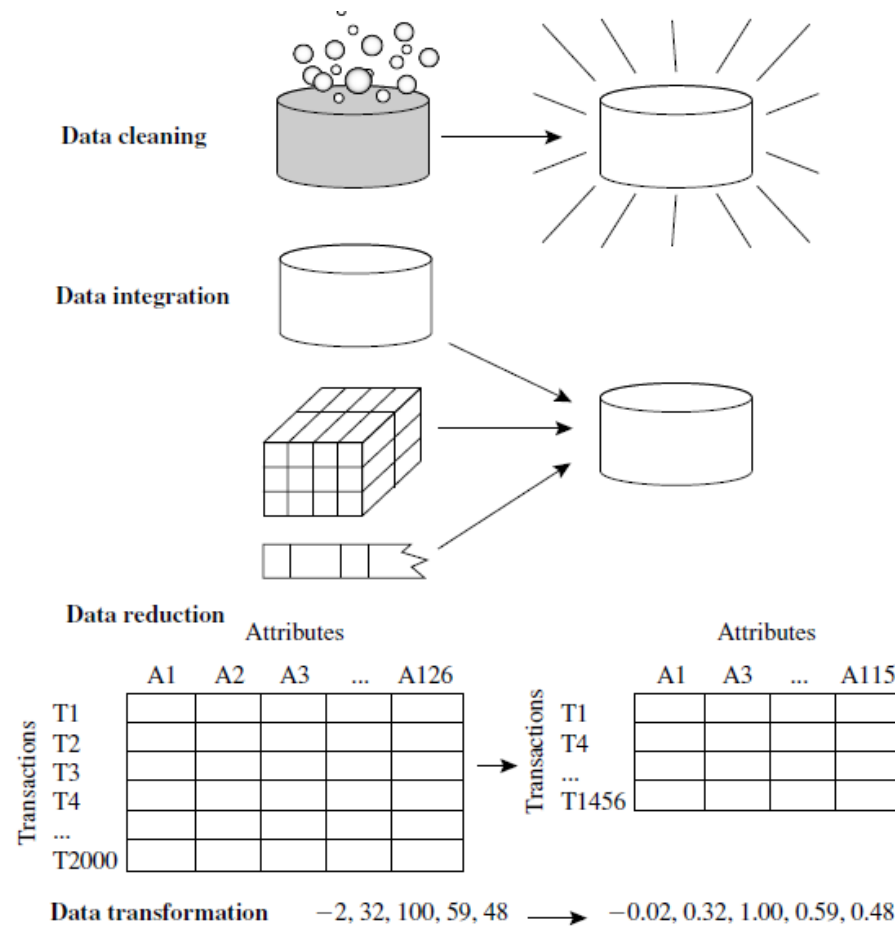 Data cleaning
Data integration
Data reduction
Attributes
A1 A2 A3 ... A126
Transactions
T1
T2
T3
T4
...
T2000
Attributes
A1 A3 ... A115
Transactions
T1
T4
...
T1456
Data transformation −2, 32, 100, 59, 48 −0.02, 0.32, 1.00, 0.59, 0.48